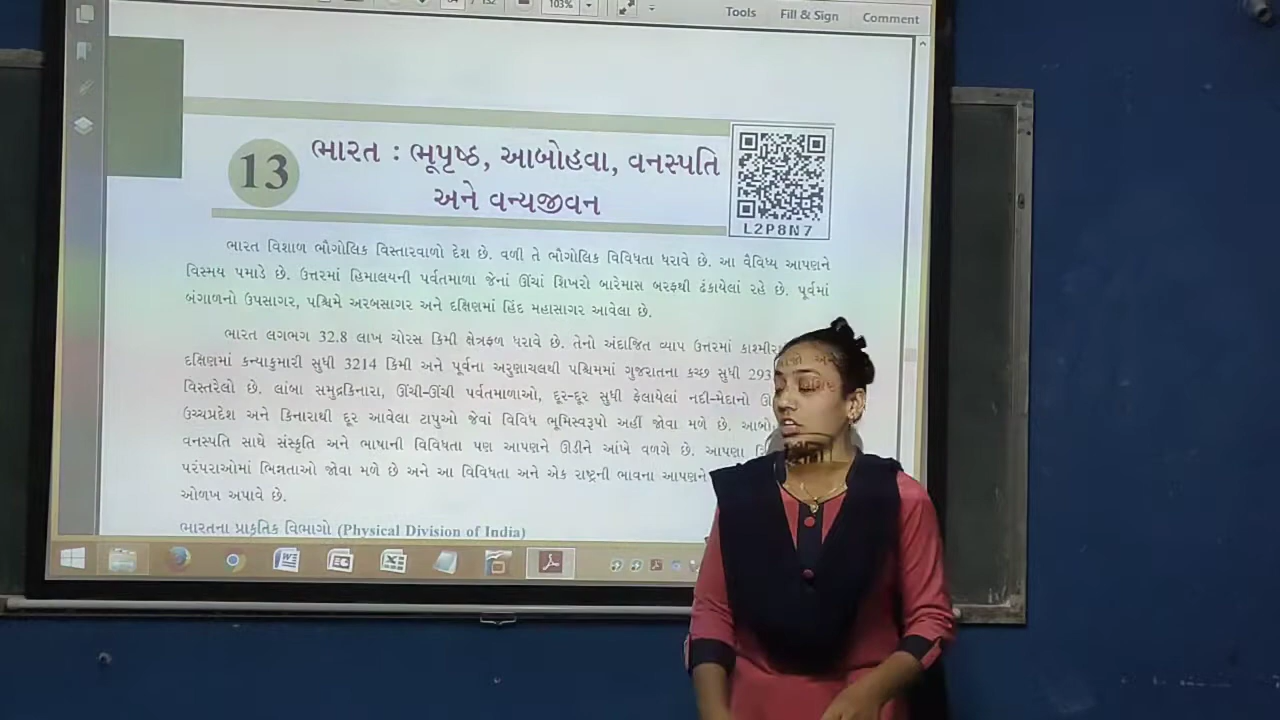 103%
Tools Fill & Sign Comment
13
ભારત : ભૂપૃષ્ઠ, આબોહવા, વનસ્પતિ
અને વન્યજીવન
L2P8N7
ભારત વિશાળ ભૌગોલિક વિસ્તારવાળો દેશ છે. વળી તે ભૌગોલિક વિવિધતા ધરાવે છે. આ વૈવિધ્ય આપણને
વિસ્મય પમાડે છે. ઉત્તરમાં હિમાલયની પર્વતમાળા જેનાં ઊંચાં શિખરો બારેમાસ બરફથી ઢંકાયેલાં રહે છે. પૂર્વમાં
બંગાળનો ઉપસાગર, પશ્ચિમે અરબસાગર અને દક્ષિણમાં હિંદ મહાસાગર આવેલા છે.
ભારત લગભગ 32.8 લાખ ચોરસ કિમી ક્ષેત્રફળ ધરાવે છે. તેનો અંદાજિત વ્યાપ ઉત્તરમાં
દક્ષિણમાં કન્યાકુમારી સુધી 3214 કિમી અને પૂર્વના અરુણાચલથી પશ્ચિમમાં ગુજરાતના કચ્છ સુધી 293
વિસ્તરેલો છે. લાંબા સમુદ્રકિનારા, ઊંચી-ઊંચી પર્વતમાળાઓ, દૂર-દૂર સુધી ફેલાયેલાં નદી-મેદાનો
ઉચ્ચપ્રદેશ અને કિનારાથી દૂર આવેલા ટાપુઓ જેવાં વિવિધ ભૂમિસ્વરૂપો અહીં જોવા મળે છે.
વનસ્પતિ સાથે સંસ્કૃતિ અને ભાષાની વિવિધતા પણ આપણને ઊડીને આંખે વળગે છે. આપણા
પરંપરાઓમાં ભિન્નતાઓ જોવા મળે છે અને આ વિવિધતા અને એક રાષ્ટ્રની ભાવના આપણને
ઓળખ અપાવે છે.
ભારતના પ્રાકૃતિક વિભાગો (Physical Division of India)